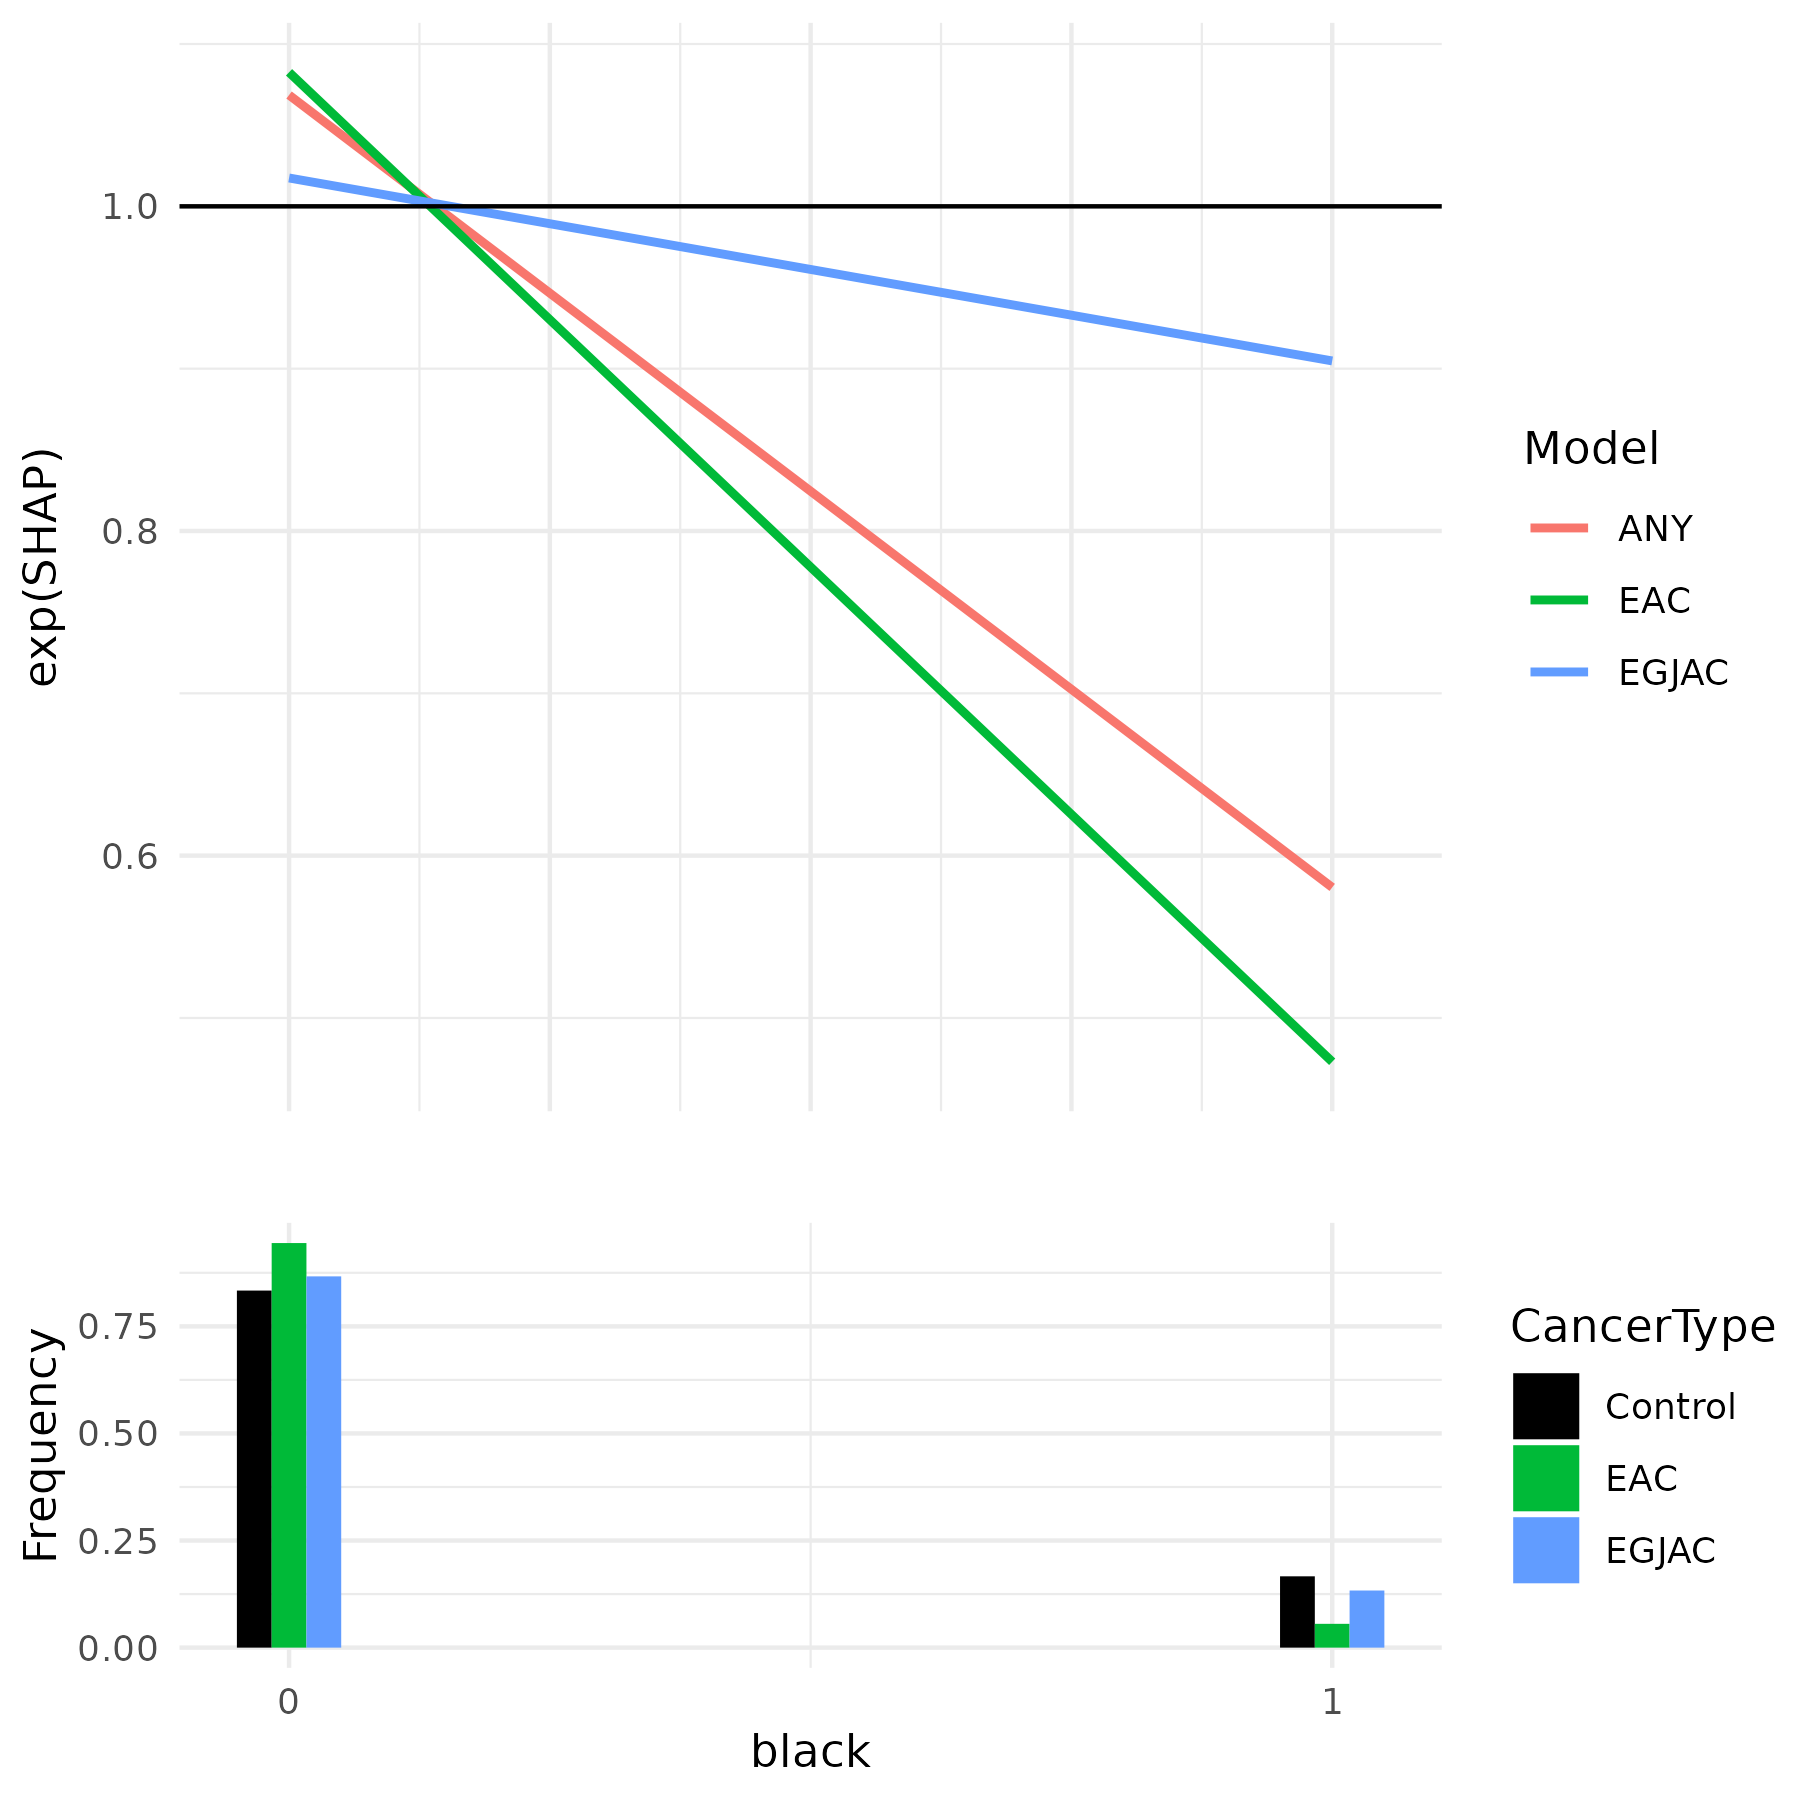 exp(SHAP)
1.0
0.8
0.6
Model
ANY
EAC
EGJAC
Frequency
0.75
0.50
0.25
0.00
0 1
black
CancerType
Control
EAC
EGJAC